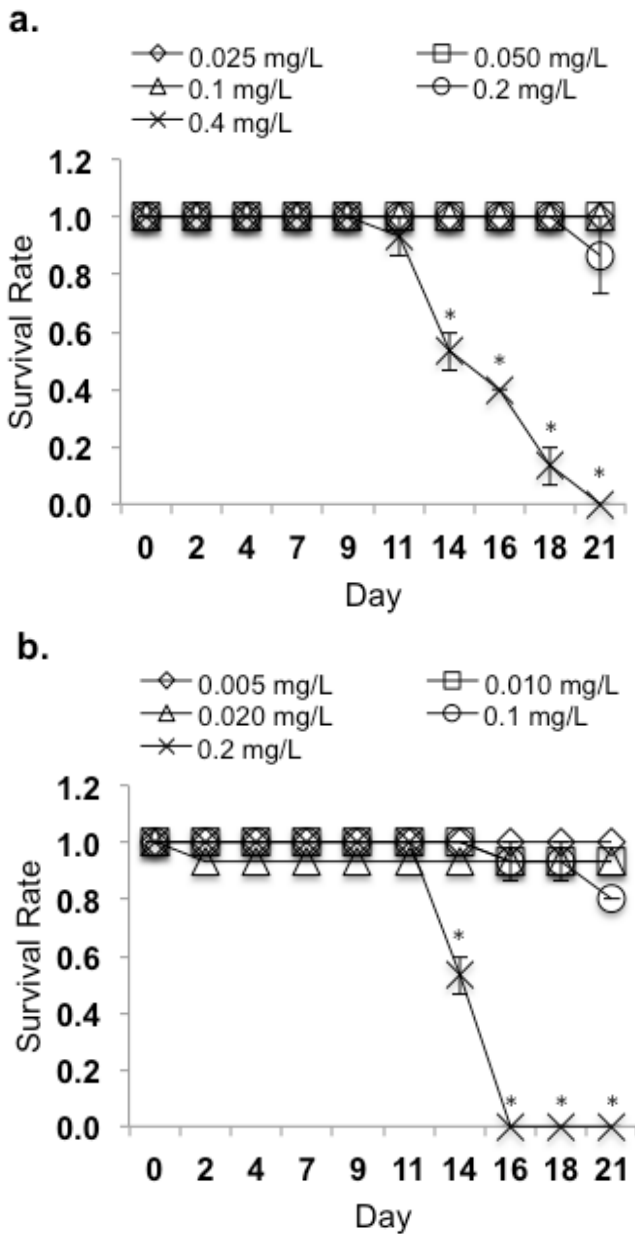 a.
0.025 mg/L 0.050 mg/L
0.1 mg/L 0.2 mg/L
0.4 mg/L
1.2
1.0
0.8
0.6
0.4
0.2
0.0
Survival Rate
* * * *
0 2 4 7 9 11 14 16 18 21
Day
b.
0.005 mg/L 0.010 mg/L
0.020 mg/L 0.1 mg/L
0.2 mg/L
1.2
1.0
0.8
0.6
0.4
0.2
0.0
Survival Rate
* * * *
0 2 4 7 9 11 14 16 18 21
Day